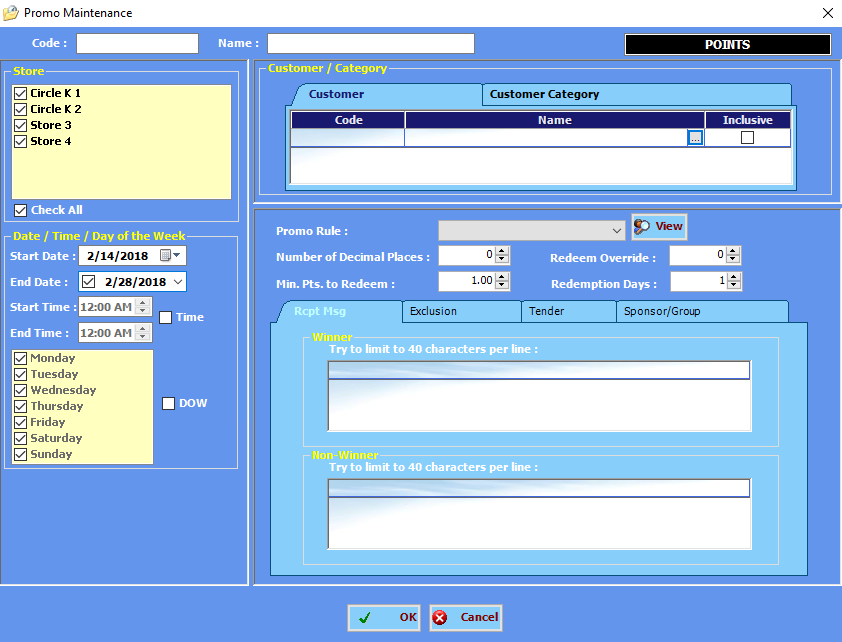 Promo Maintenance
Code :
Name :
POINTS
Store
Circle K 1
Circle K 2
Store 3
Store 4
Check All
Date / Time / Day of the Week
Start Date : 2/14/2018
End Date : 2/28/2018
Start Time : 12:00 AM
Time
End Time : 12:00 AM
Monday
Tuesday
Wednesday
Thursday
Friday
Saturday
Sunday
DOW
Customer / Category
Customer Customer Category
Code Name Inclusive
...
Promo Rule : View
Number of Decimal Places : 0 Redeem Override : 0
Min. Pts. to Redeem : 1.00 Redemption Days : 1
Rcpt Msg Exclusion Tender Sponsor/Group
Winner
Try to limit to 40 characters per line :
Non-Winner
Try to limit to 40 characters per line :
OK Cancel